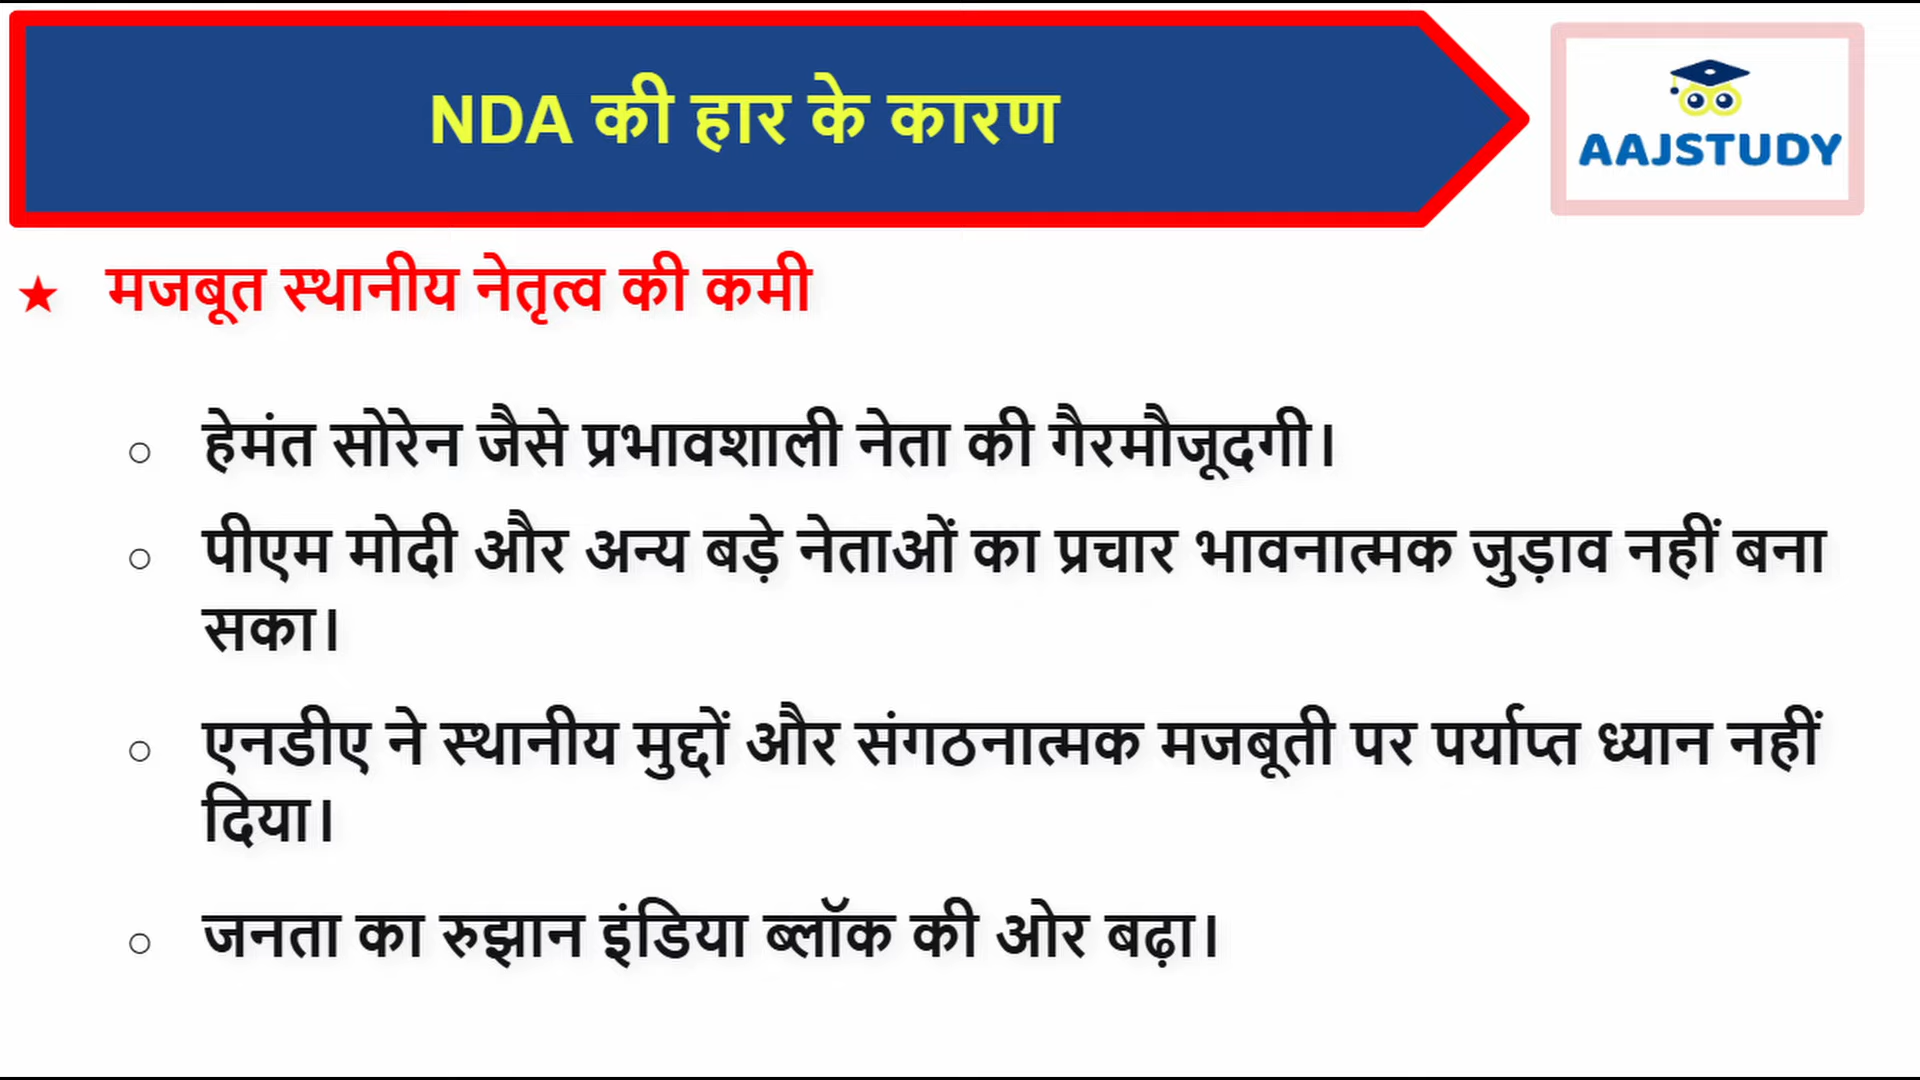 NDA की हार के कारण
AAJSTUDY
★ मजबूत स्थानीय नेतृत्व की कमी
○ हेमंत सोरेन जैसे प्रभावशाली नेता की गैरमौजूदगी।
○ पीएम मोदी और अन्य बड़े नेताओं का प्रचार भावनात्मक जुड़ाव नहीं बना
सका।
○ एनडीए ने स्थानीय मुद्दों और संगठनात्मक मजबूती पर पर्याप्त ध्यान नहीं
दिया।
○ जनता का रुझान इंडिया ब्लॉक की ओर बढ़ा।